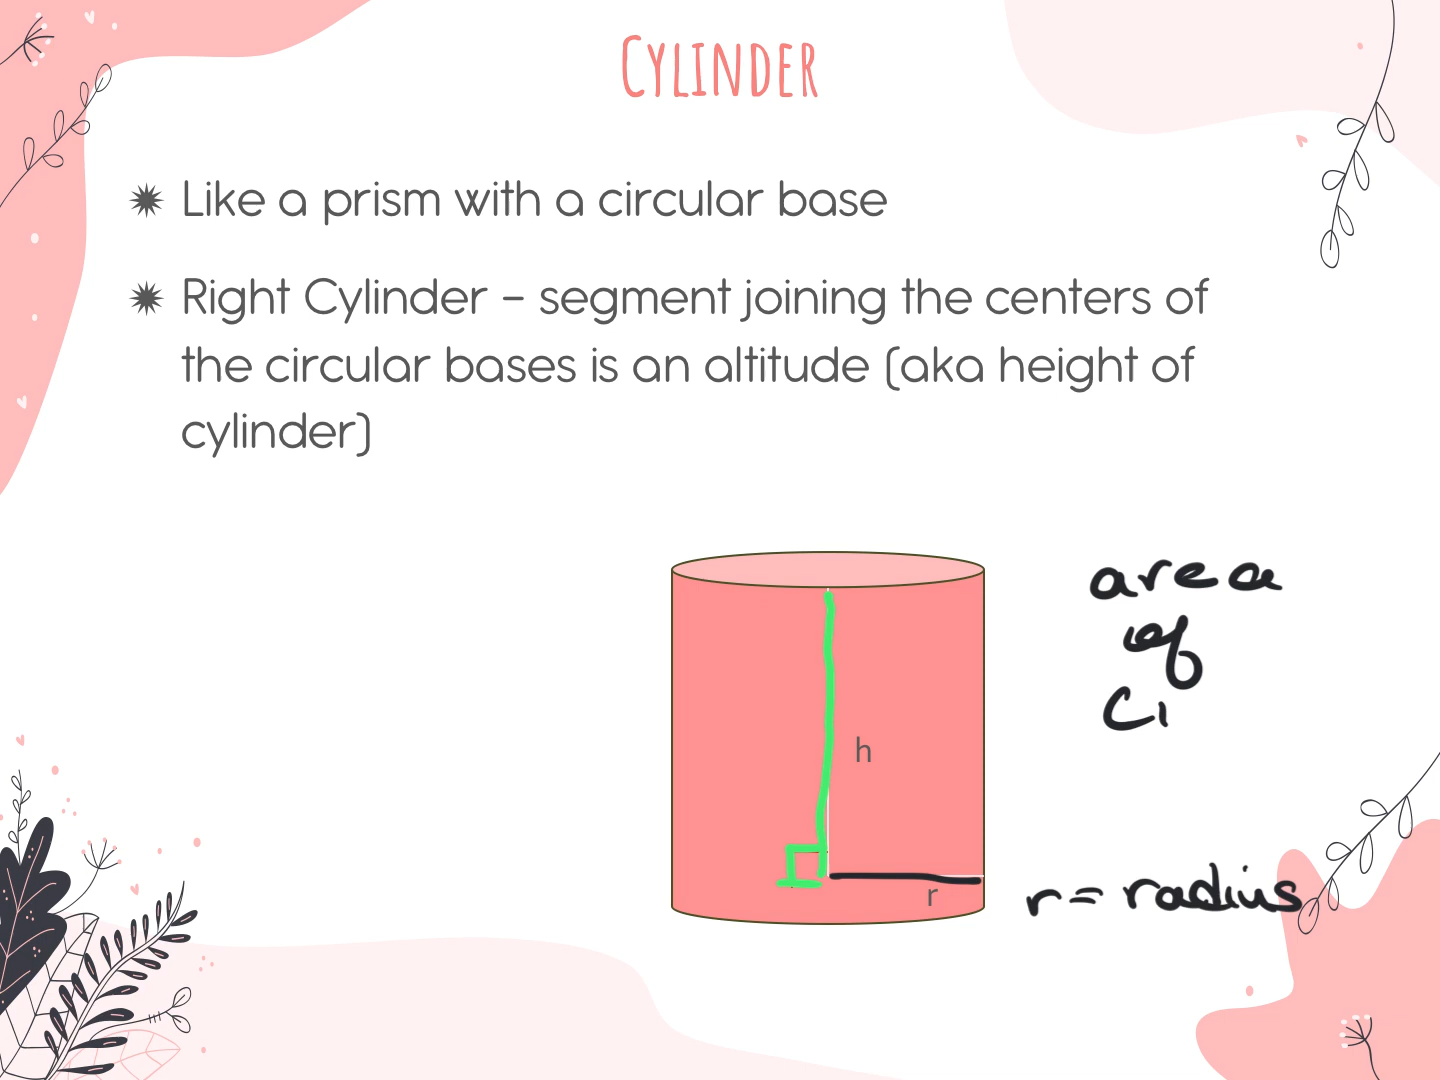 Cylinder
Like a prism with a circular base
Right Cylinder – segment joining the centers of
the circular bases is an altitude (aka height of
cylinder)
area
of
Ci
h
r
r = radius